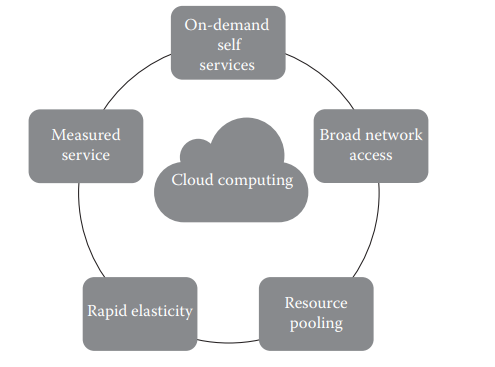 On-demand
self
services
Broad network
access
Resource
pooling
Rapid elasticity
Measured
service
Cloud computing